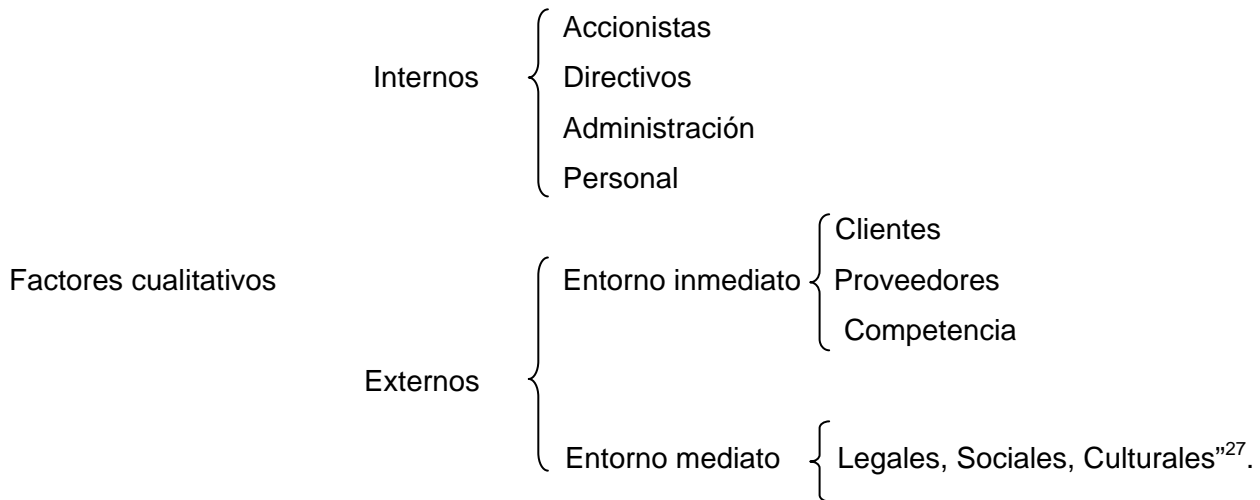 Accionistas
Internos
Directivos
Administración
Personal
Clientes
Factores cualitativos
Entorno inmediato
Proveedores
Competencia
Externos
Entorno mediato
Legales, Sociales, Culturales”27.